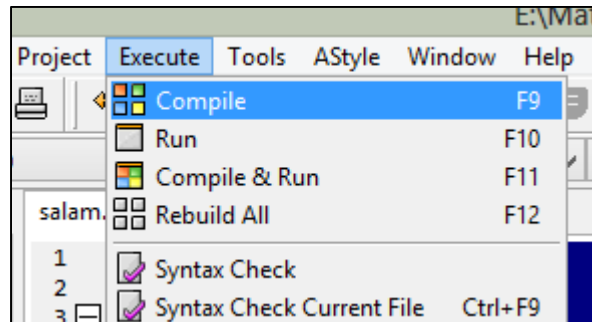 E:\Mat
Project Execute Tools AStyle Window Help
Compile F9
Run F10
Compile & Run F11
salam. Rebuild All F12
1 Syntax Check
2
3 Syntax Check Current File Ctrl+F9